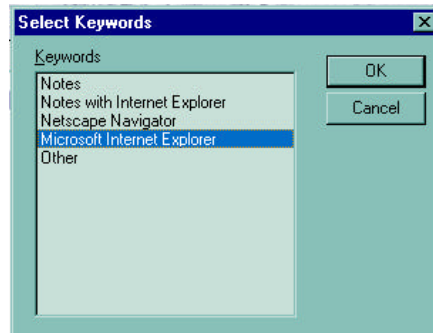 Select Keywords
Keywords
Notes
Notes with Internet Explorer
Netscape Navigator
Microsoft Internet Explorer
Other
OK
Cancel